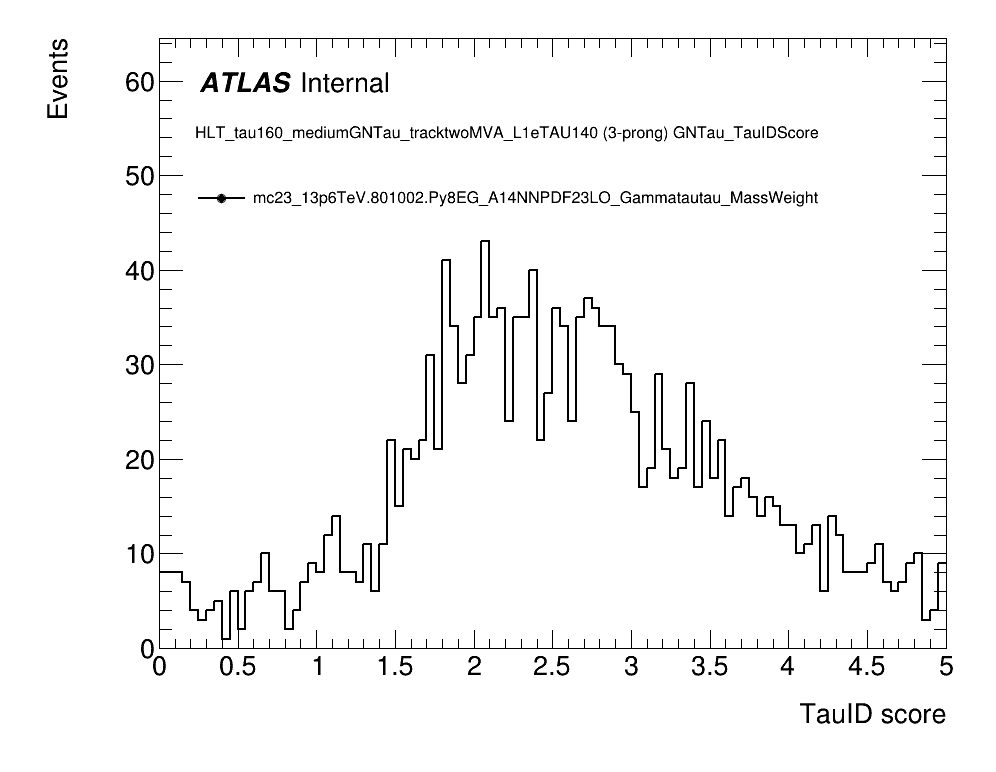 Events
60
50
40
30
20
10
0
ATLAS Internal
HLT_tau160_mediumGNTau_tracktwoMVA_L1eTAU140 (3-prong) GNTau_TauIDScore
mc23_13p6TeV.801002.Py8EG_A14NNPDF23LO_Gammatautau_MassWeight
0 0.5 1 1.5 2 2.5 3 3.5 4 4.5 5
TauID score